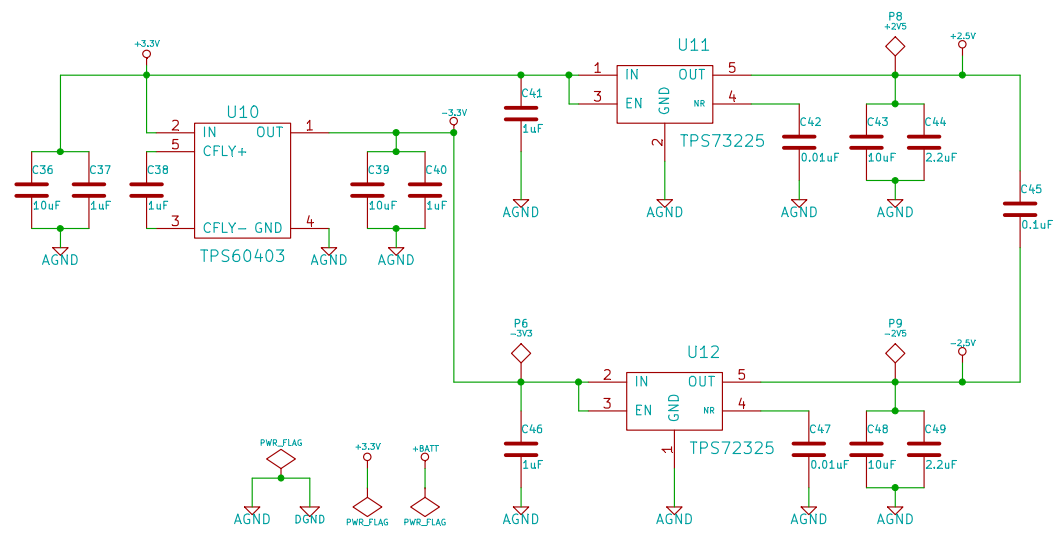 P8
+2V5
+3.3V
+2.5V
U11
1 IN OUT 5
3 EN GND NR 4
2
TPS73225
C41
1uF
AGND
AGND
C42
0.01uF
AGND
C43
10uF
C44
2.2uF
AGND
C45
0.1uF
U10
2 IN OUT 1
5 CFLY+
3 CFLY- GND 4
TPS60403
-3.3V
C36
10uF
C37
1uF
AGND
C38
1uF
AGND
C39
10uF
C40
1uF
AGND
P6
-3V3
P9
-2V5
-2.5V
U12
2 IN OUT 5
3 EN GND NR 4
1
TPS72325
C46
1uF
AGND
AGND
C47
0.01uF
AGND
C48
10uF
C49
2.2uF
AGND
PWR_FLAG
AGND
DGND
+3.3V
PWR_FLAG
+BATT
PWR_FLAG